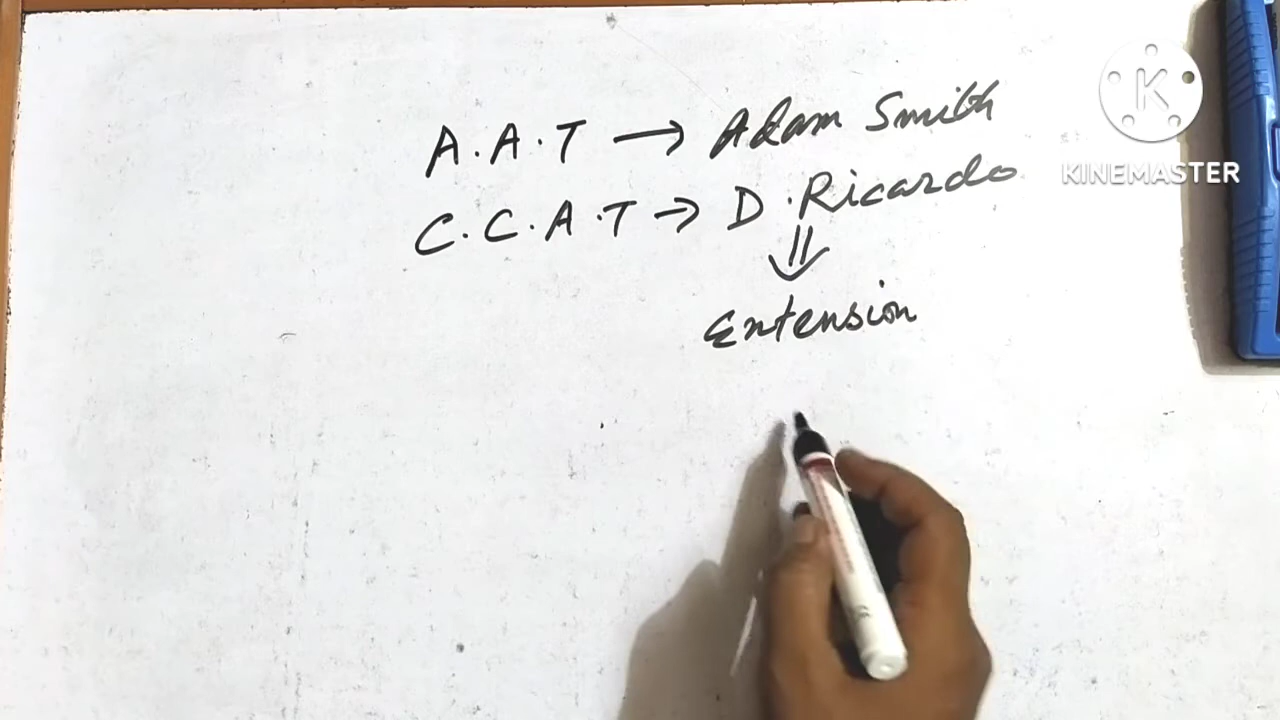 A.A.T → Adam Smith
C.C.A.T → D.Ricardo
⇓
Extension
K
KINEMASTER